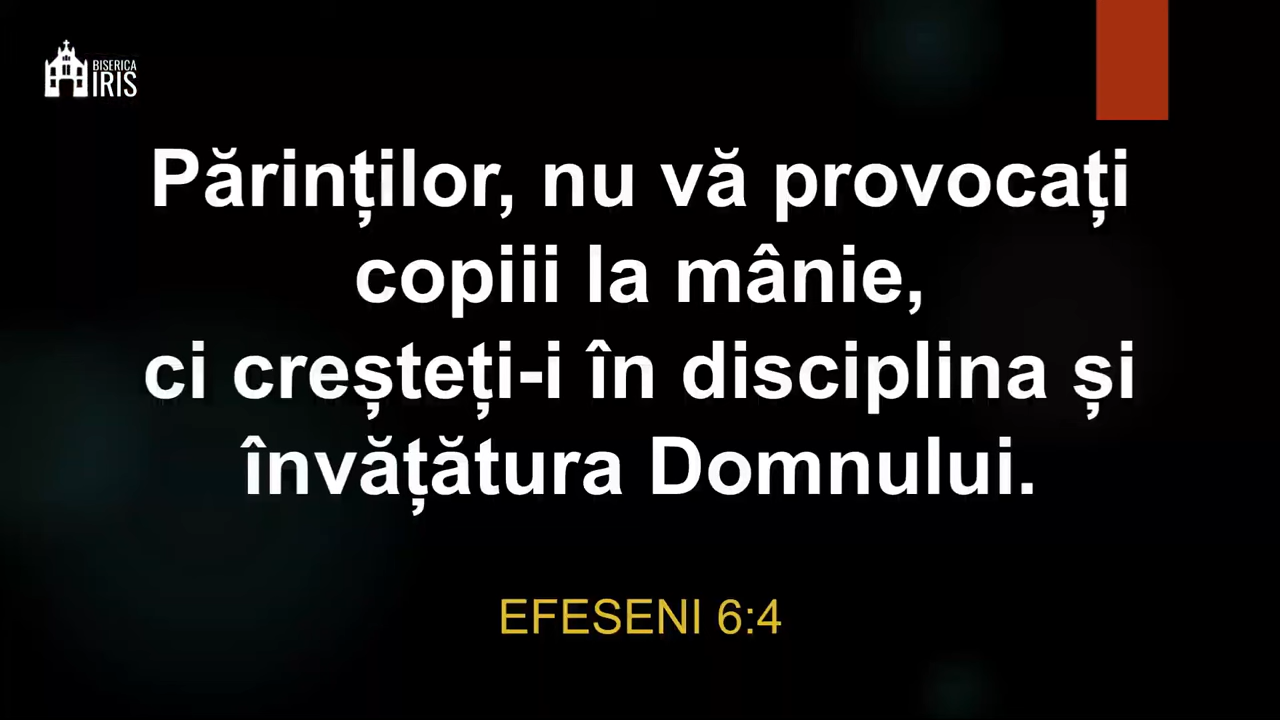 BISERICA
IRIS
Părinților, nu vă provocați
copiii la mânie,
ci creșteți-i în disciplina și
învățătura Domnului.
EFESENI 6:4